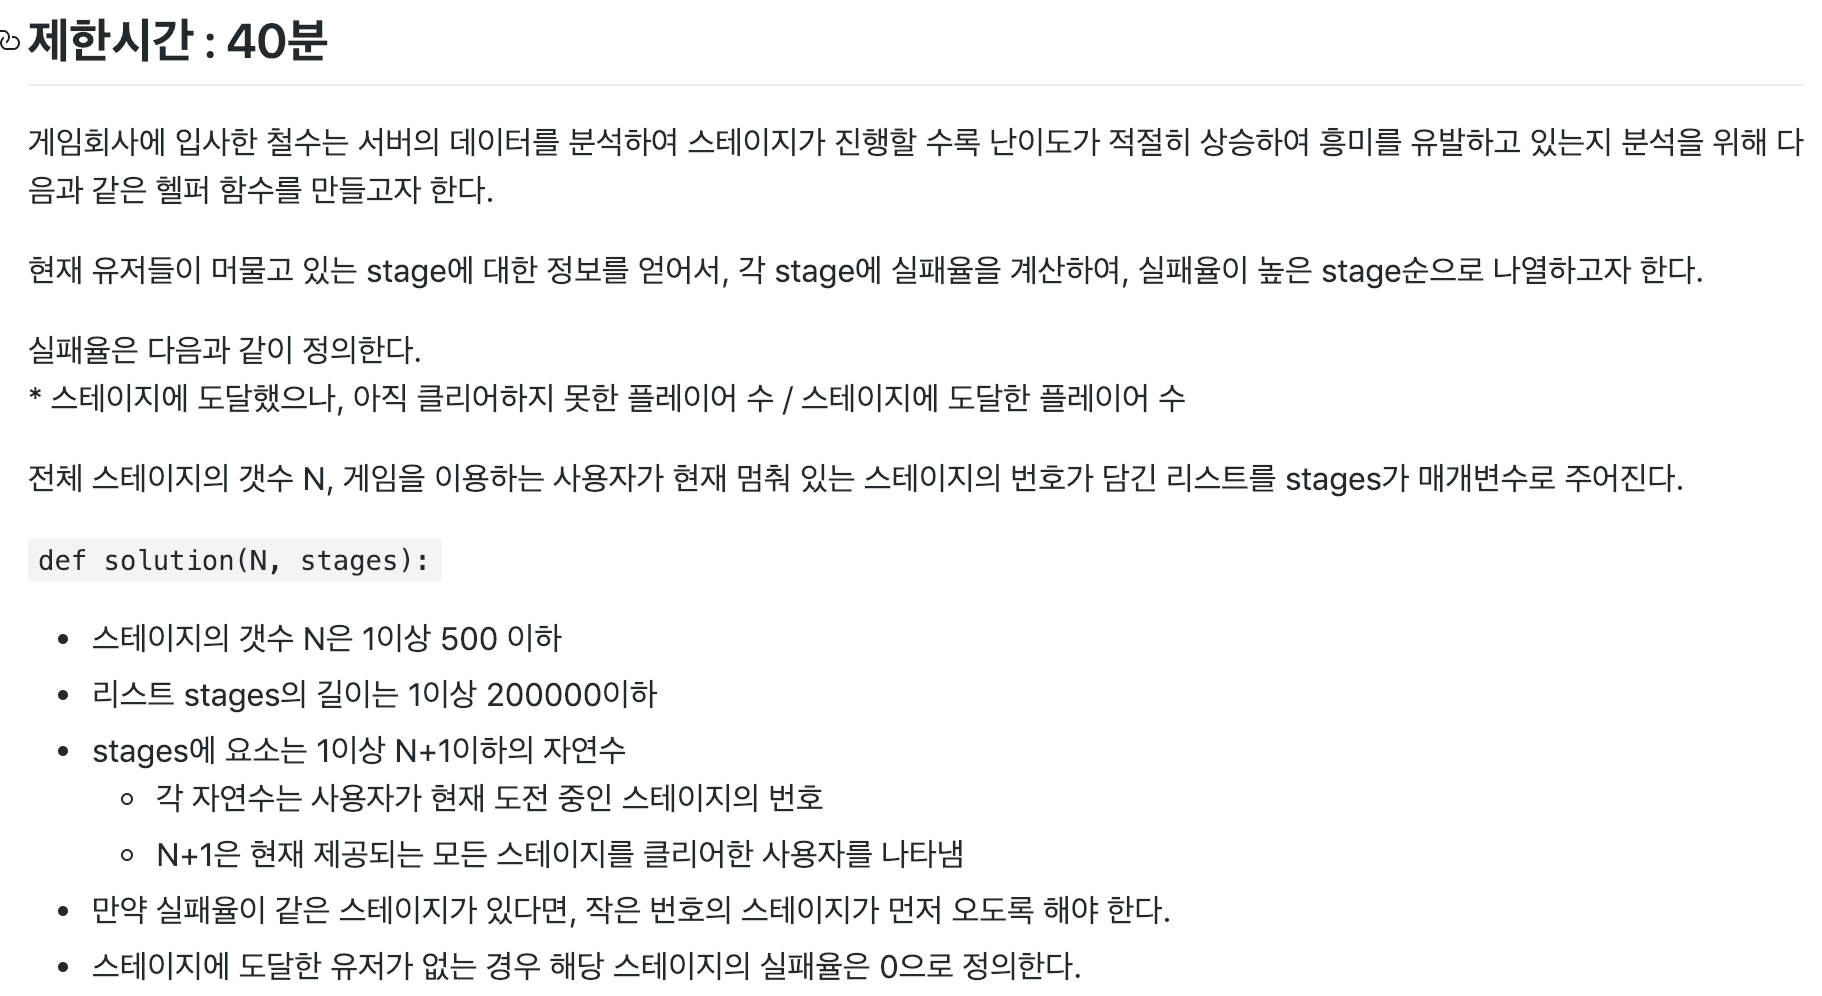 제한시간 : 40분
게임회사에 입사한 철수는 서버의 데이터를 분석하여 스테이지가 진행할 수록 난이도가 적절히 상승하여 흥미를 유발하고 있는지 분석을 위해 다
음과 같은 헬퍼 함수를 만들고자 한다.
현재 유저들이 머물고 있는 stage에 대한 정보를 얻어서, 각 stage에 실패율을 계산하여, 실패율이 높은 stage순으로 나열하고자 한다.
실패율은 다음과 같이 정의한다.
* 스테이지에 도달했으나, 아직 클리어하지 못한 플레이어 수 / 스테이지에 도달한 플레이어 수
전체 스테이지의 갯수 N, 게임을 이용하는 사용자가 현재 멈춰 있는 스테이지의 번호가 담긴 리스트를 stages가 매개변수로 주어진다.
def solution(N, stages):
• 스테이지의 갯수 N은 1이상 500 이하
• 리스트 stages의 길이는 1이상 200000이하
• stages에 요소는 1이상 N+1이하의 자연수
◦ 각 자연수는 사용자가 현재 도전 중인 스테이지의 번호
◦ N+1은 현재 제공되는 모든 스테이지를 클리어한 사용자를 나타냄
• 만약 실패율이 같은 스테이지가 있다면, 작은 번호의 스테이지가 먼저 오도록 해야 한다.
• 스테이지에 도달한 유저가 없는 경우 해당 스테이지의 실패율은 0으로 정의한다.